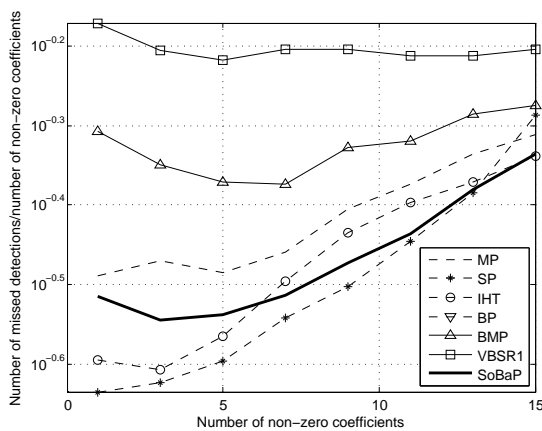 Number of missed detections/number of non-zero coefficients
10^-0.2
10^-0.3
10^-0.4
10^-0.5
10^-0.6
0
5
10
15
Number of non-zero coefficients
MP
SP
IHT
BP
BMP
VBSR1
SoBaP